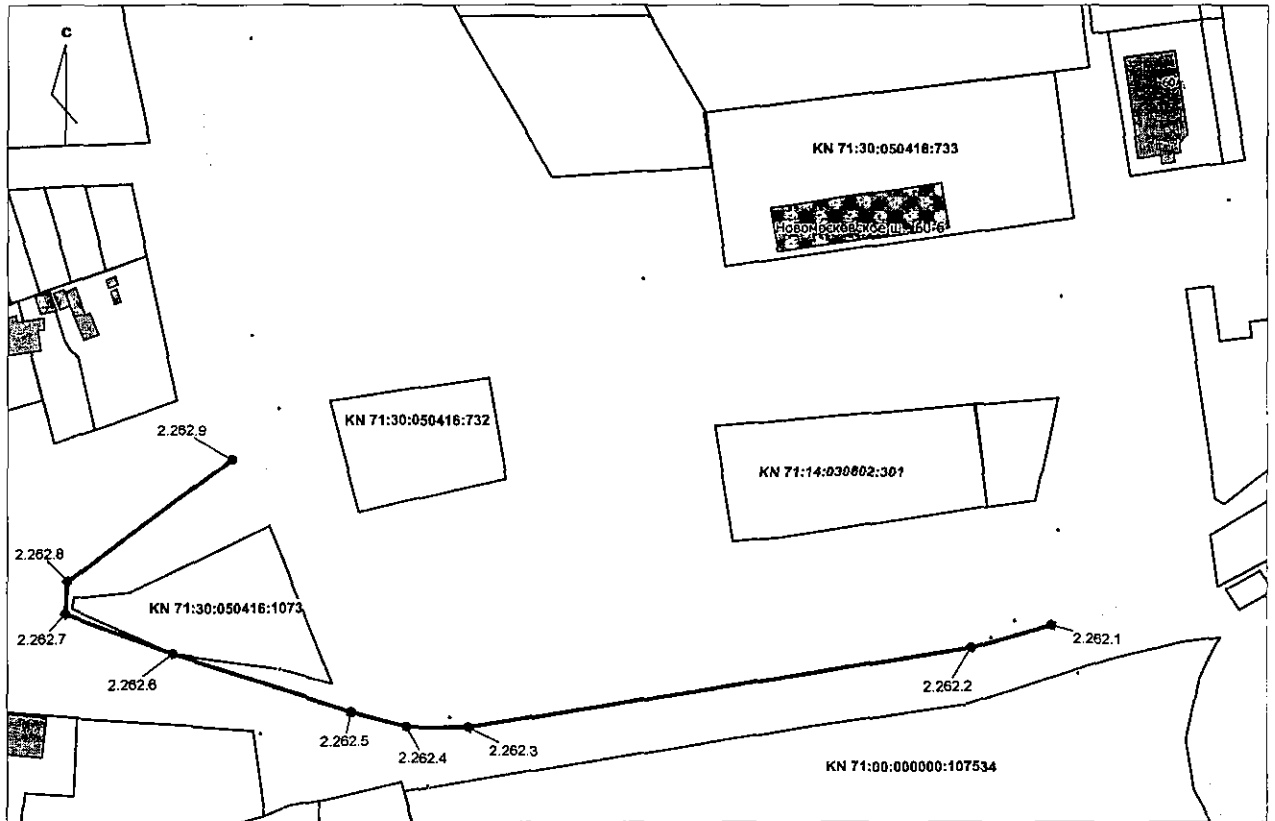 С
KN 71:30:050416:733
Новомосковское ш., 60-6
KN 71:30:050416:732
2.262.9
KN 71:14:030802:301
2.262.8
KN 71:30:050416:1073
2.262.7
2.262.1
2.262.6
2.262.2
2.262.5
2.262.4
2.262.3
KN 71:00:000000:107534